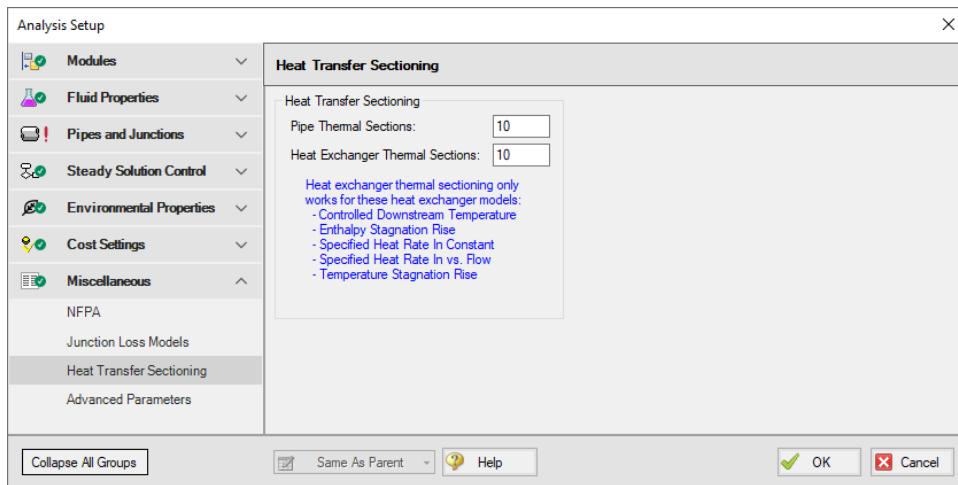 Analysis Setup
Modules
Fluid Properties
Pipes and Junctions
Steady Solution Control
Environmental Properties
Cost Settings
Miscellaneous
NFPA
Junction Loss Models
Heat Transfer Sectioning
Advanced Parameters
Heat Transfer Sectioning
Heat Transfer Sectioning
Pipe Thermal Sections: 10
Heat Exchanger Thermal Sections: 10
Heat exchanger thermal sectioning only
works for these heat exchanger models:
- Controlled Downstream Temperature
- Enthalpy Stagnation Rise
- Specified Heat Rate In Constant
- Specified Heat Rate In vs. Flow
- Temperature Stagnation Rise
Collapse All Groups
Same As Parent
Help
OK
Cancel